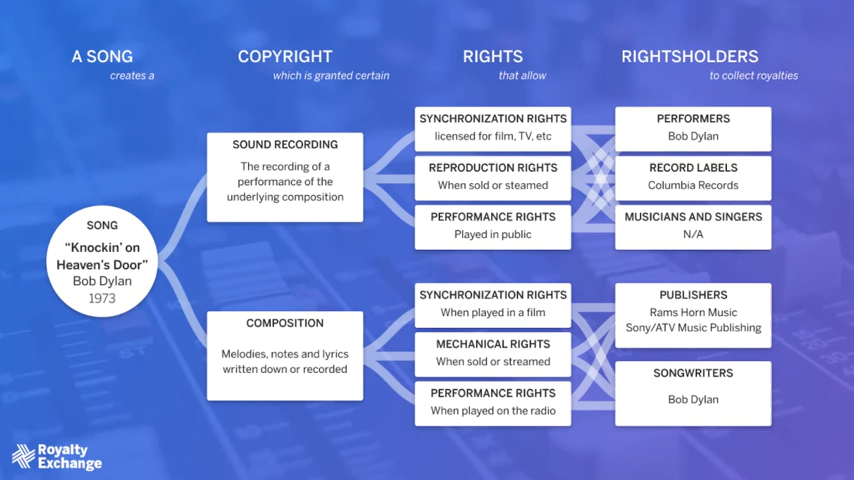 A SONG
creates a
COPYRIGHT
which is granted certain
RIGHTS
that allow
RIGHTSHOLDERS
to collect royalties
SONG
“Knockin’ on
Heaven’s Door”
Bob Dylan
1973
SOUND RECORDING
The recording of a
performance of the
underlying composition
COMPOSITION
Melodies, notes and lyrics
written down or recorded
SYNCHRONIZATION RIGHTS
licensed for film, TV, etc
REPRODUCTION RIGHTS
When sold or steamed
PERFORMANCE RIGHTS
Played in public
SYNCHRONIZATION RIGHTS
When played in a film
MECHANICAL RIGHTS
When sold or streamed
PERFORMANCE RIGHTS
When played on the radio
PERFORMERS
Bob Dylan
RECORD LABELS
Columbia Records
MUSICIANS AND SINGERS
N/A
PUBLISHERS
Rams Horn Music
Sony/ATV Music Publishing
SONGWRITERS
Bob Dylan
Royalty
Exchange